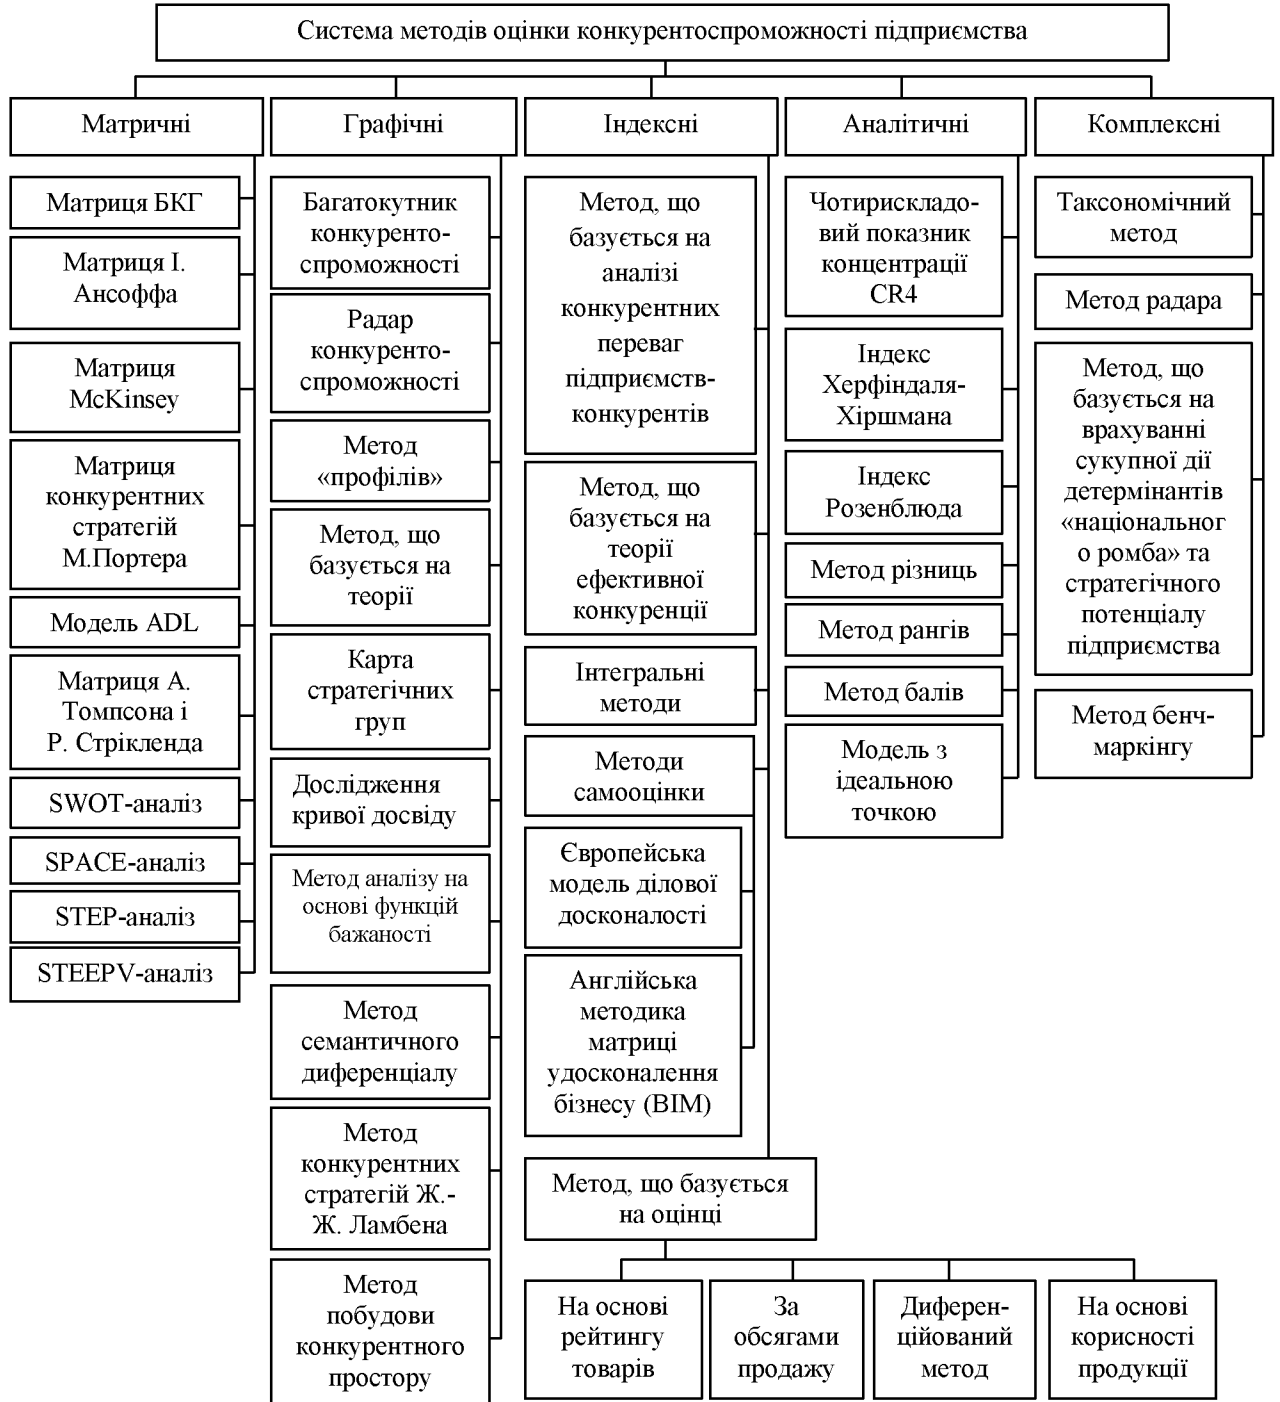 Система методів оцінки конкурентоспроможності підприємства
Матричні
Графічні
Індексні
Аналітичні
Комплексні
Матриця БКГ
Матриця І.
Ансоффа
Матриця
McKinsey
Матриця
конкурентних
стратегій
М.Портера
Модель ADL
Матриця А.
Томпсона і
Р. Стрікленда
SWOT-аналіз
SPACE-аналіз
STEP-аналіз
STEEPV-аналіз
Багатокутник
конкуренто-
спроможності
Радар
конкуренто-
спроможності
Метод
«профілів»
Метод, що
базується на
теорії
Карта
стратегічних
груп
Дослідження
кривої досвіду
Метод аналізу на
основі функцій
бажаності
Метод
семантичного
диференціалу
Метод
конкурентних
стратегій Ж.-
Ж. Ламбена
Метод
побудови
конкурентного
простору
Метод, що
базується на
аналізі
конкурентних
переваг
підприємств-
конкурентів
Метод, що
базується на
теорії
ефективної
конкуренції
Інтегральні
методи
Методи
самооцінки
Європейська
модель ділової
досконалості
Англійська
методика
матриці
удосконалення
бізнесу (BIM)
Метод, що базується
на оцінці
На основі
рейтингу
товарів
За
обсягами
продажу
Диферен-
ційований
метод
На основі
корисності
продукції
Чотирискладо-
вий показник
концентрації
CR4
Індекс
Херфіндаля-
Хіршмана
Індекс
Розенблюда
Метод різниць
Метод рангів
Метод балів
Модель з
ідеальною
точкою
Таксономічний
метод
Метод радара
Метод, що
базується на
врахуванні
сукупної дії
детермінантів
«національног
о ромба» та
стратегічного
потенціалу
підприємства
Метод бенч-
маркінгу